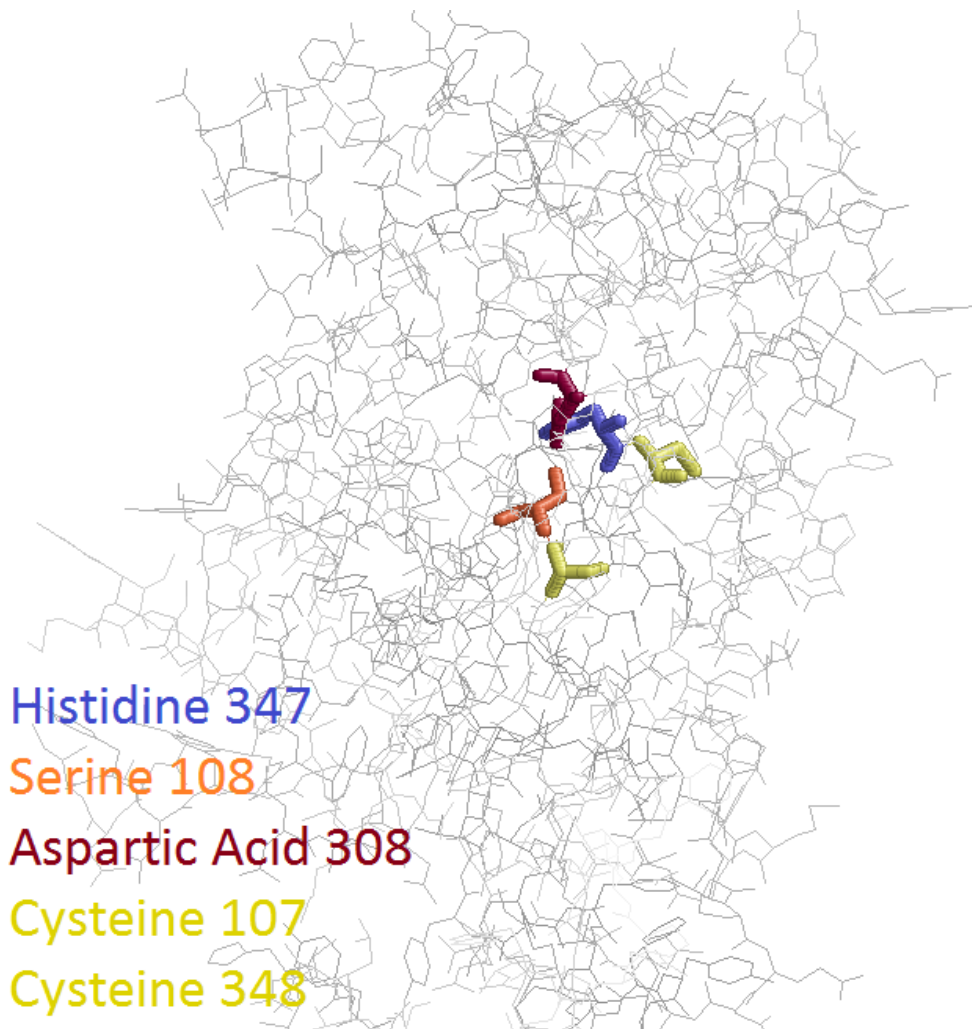 Histidine 347
Serine 108
Aspartic Acid 308
Cysteine 107
Cysteine 348